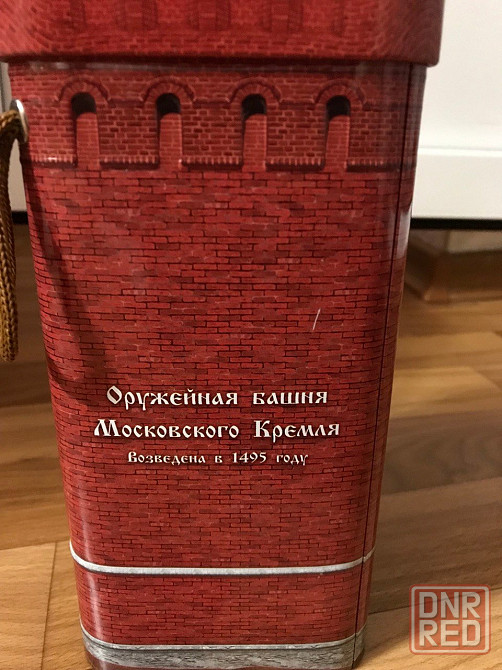 Оружейная башня
Московского Кремля
Возведена в 1495 году
DNR
RED